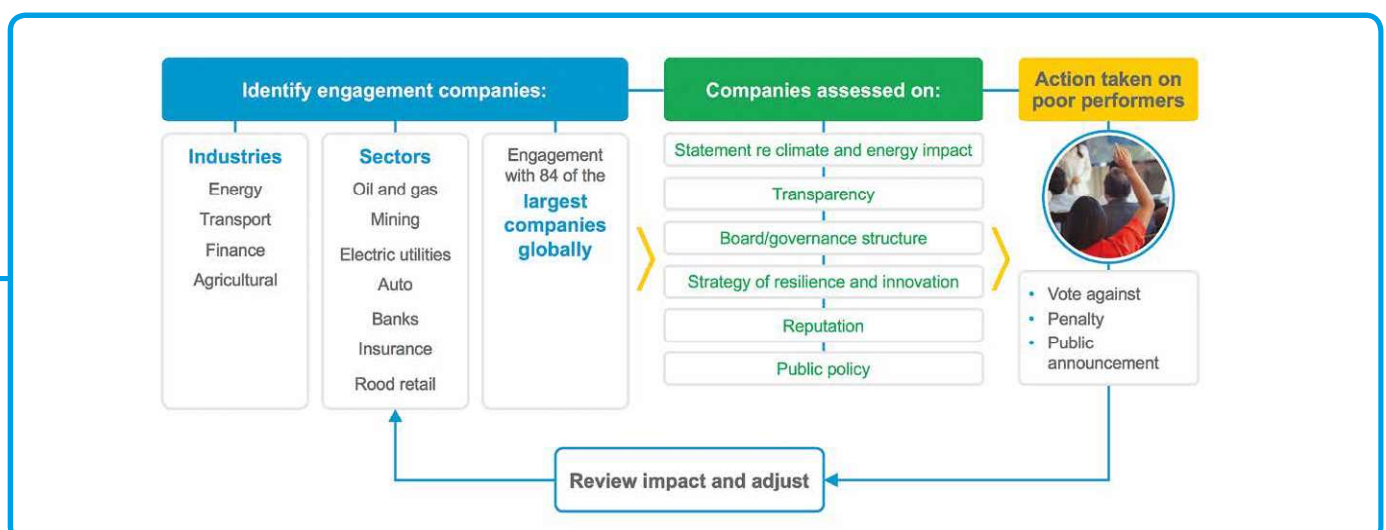 Identify engagement companies:
Industries
Energy
Transport
Finance
Agricultural
Sectors
Oil and gas
Mining
Electric utilities
Auto
Banks
Insurance
Rood retail
Engagement
with 84 of the
largest
companies
globally
Companies assessed on:
Statement re climate and energy impact
Transparency
Board/governance structure
Strategy of resilience and innovation
Reputation
Public policy
Action taken on
poor performers
• Vote against
• Penalty
• Public
announcement
Review impact and adjust